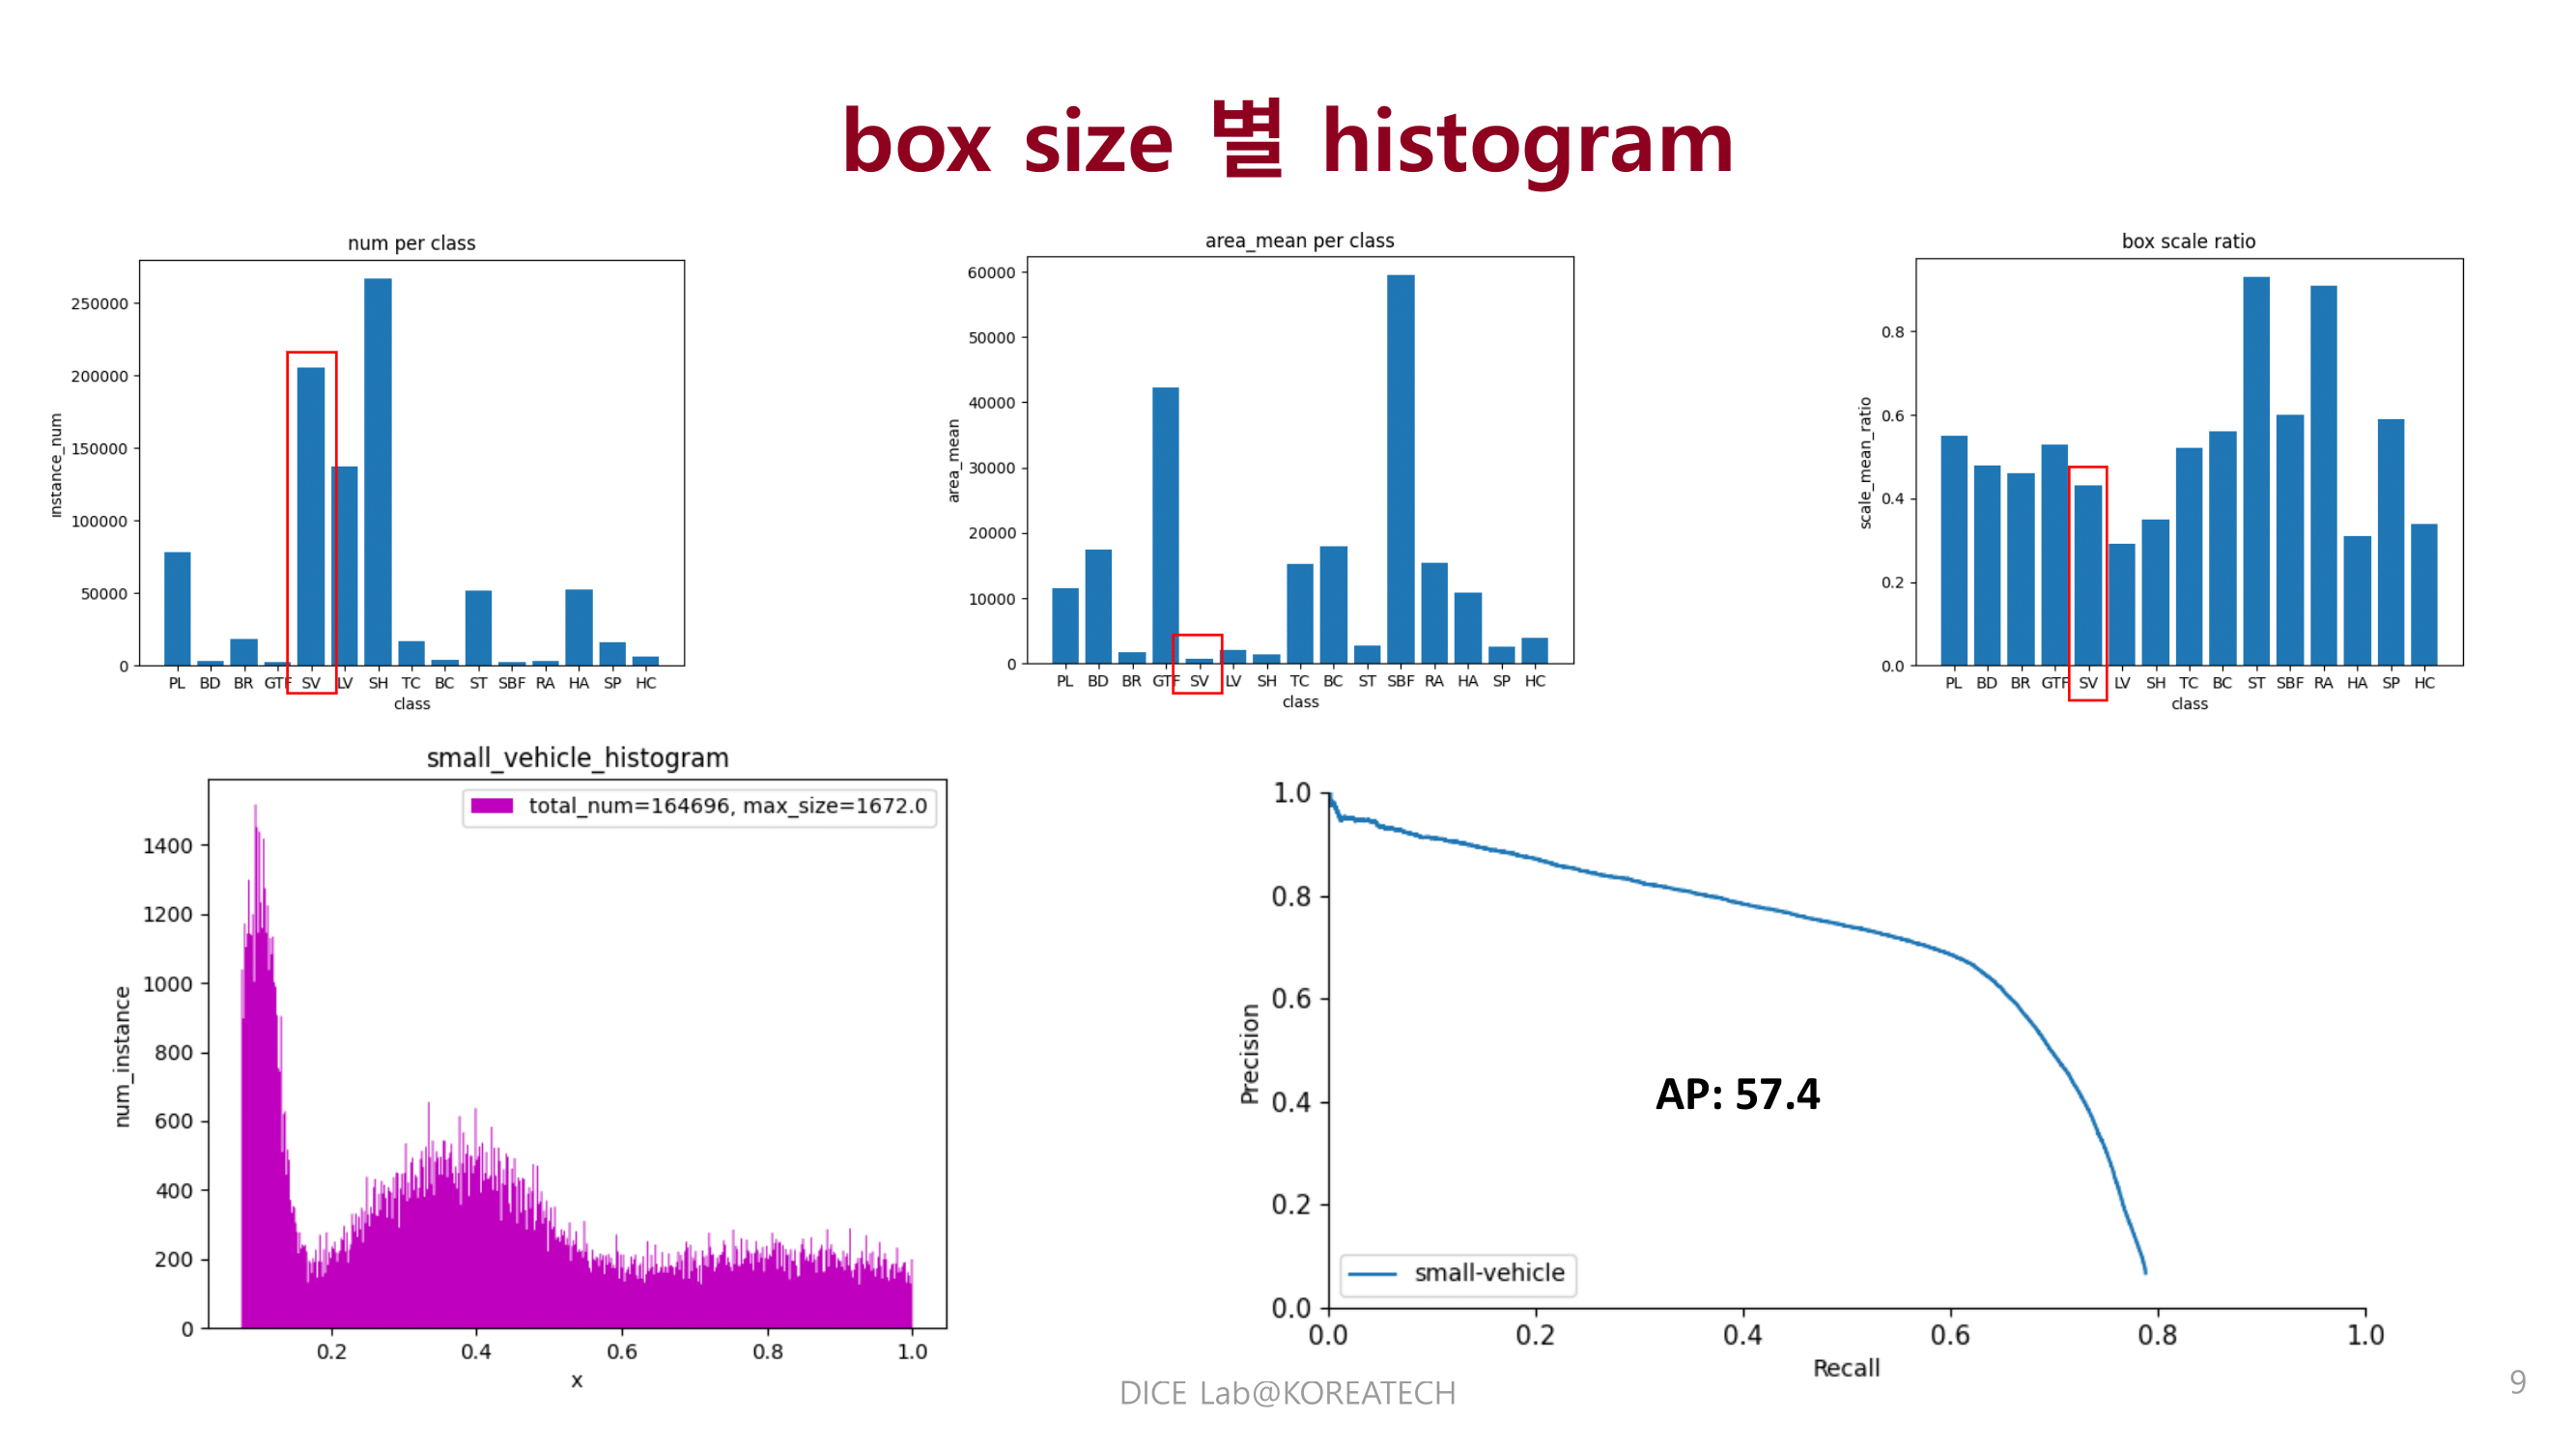 box size 별 histogram
num per class
250000
200000
150000
100000
50000
0
instance_num
PL BD BR GTF SV LV SH TC BC ST SBF RA HA SP HC
class
area_mean per class
60000
50000
40000
30000
20000
10000
0
area_mean
PL BD BR GTF SV LV SH TC BC ST SBF RA HA SP HC
class
box scale ratio
0.8
0.6
0.4
0.2
0.0
scale_mean_ratio
PL BD BR GTF SV LV SH TC BC ST SBF RA HA SP HC
class
small_vehicle_histogram
total_num=164696, max_size=1672.0
1400
1200
1000
800
600
400
200
0
num_instance
0.2 0.4 0.6 0.8 1.0
x
1.0
0.8
0.6
0.4
0.2
0.0
Precision
AP: 57.4
small-vehicle
0.0 0.2 0.4 0.6 0.8 1.0
Recall
DICE Lab@KOREATECH
9